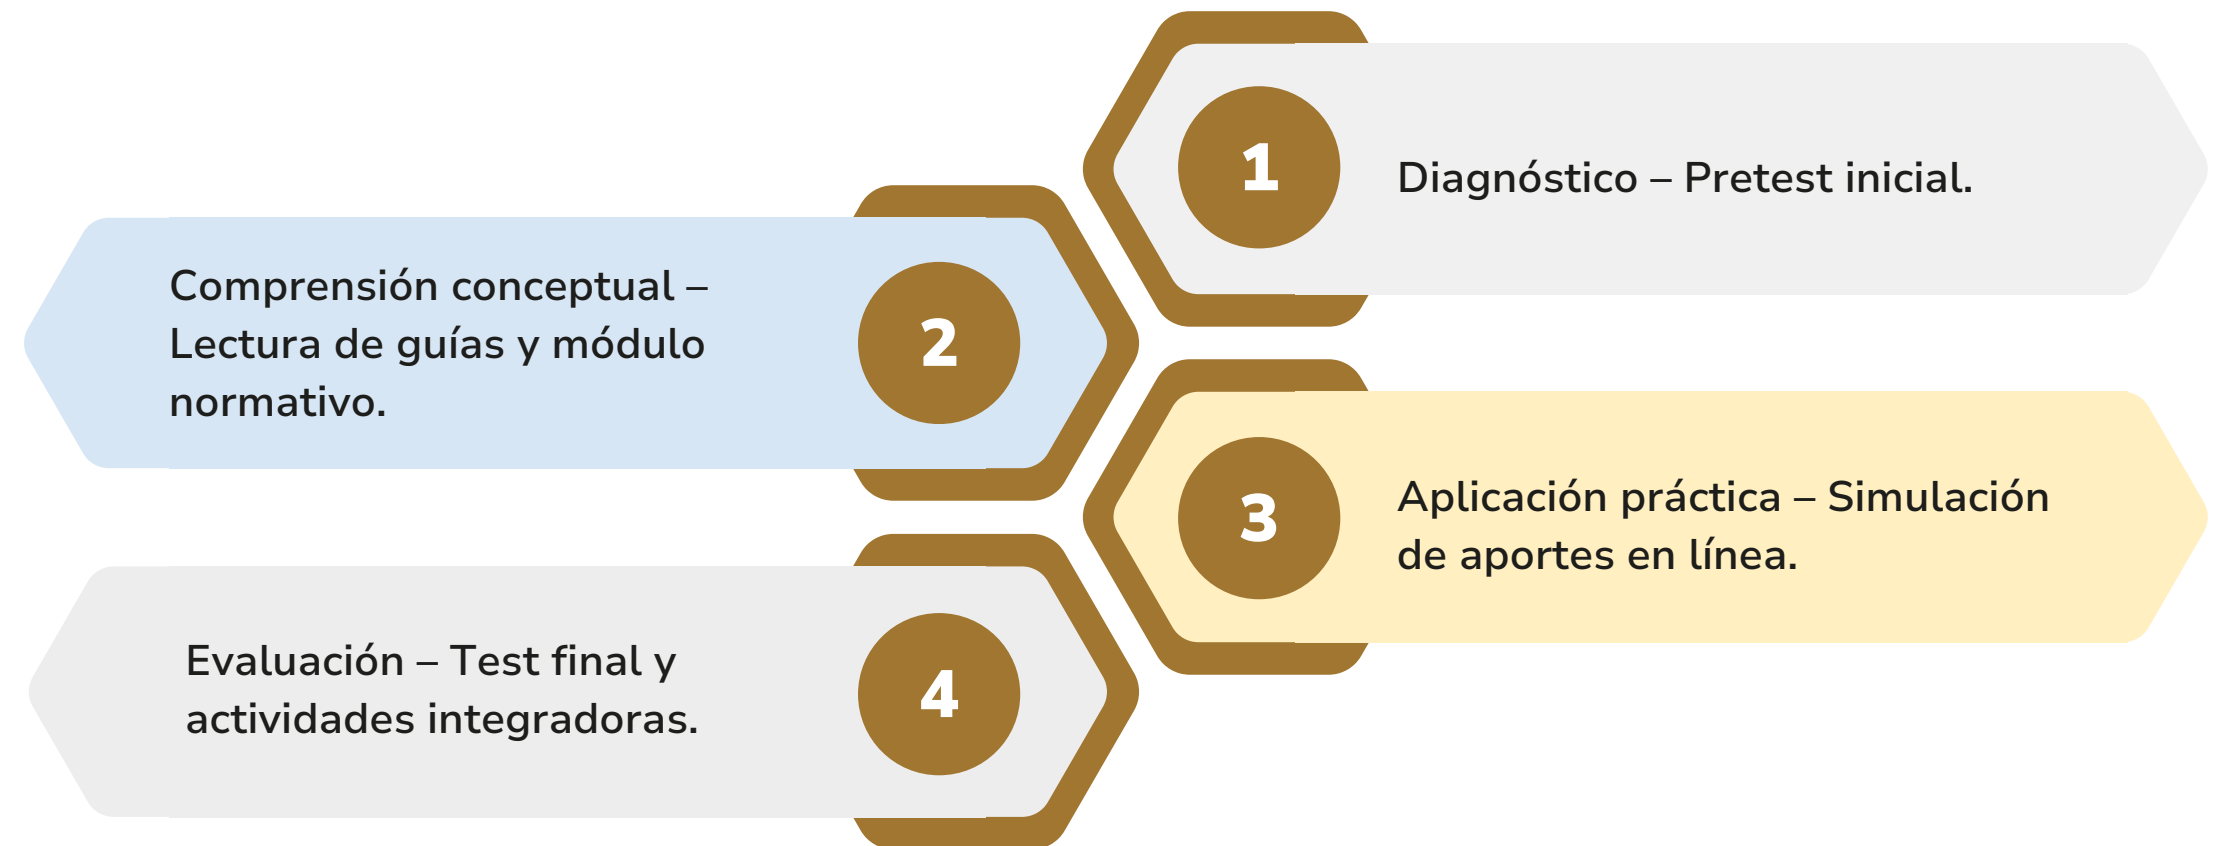 1
Diagnóstico – Pretest inicial.
2
Comprensión conceptual –
Lectura de guías y módulo
normativo.
3
Aplicación práctica – Simulación
de aportes en línea.
4
Evaluación – Test final y
actividades integradoras.